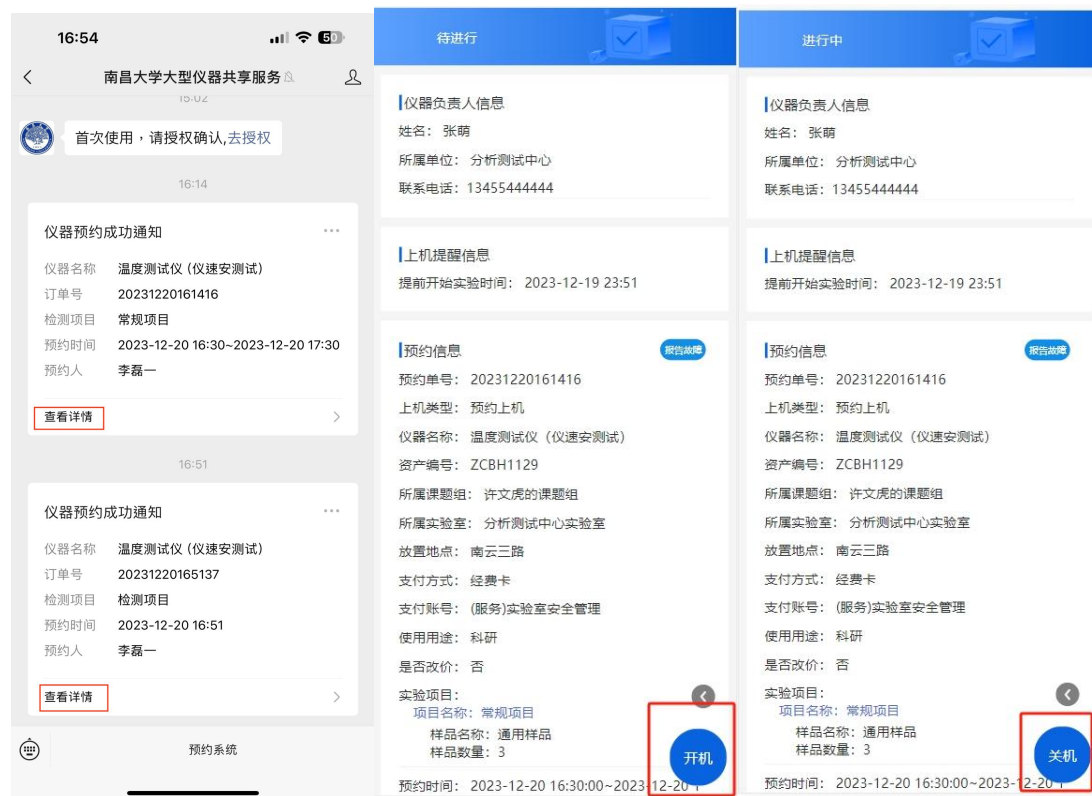 16:54
50
南昌大学大型仪器共享服务
15:02
首次使用，请授权确认,去授权
16:14
仪器预约成功通知
仪器名称 温度测试仪 (仪速安测试)
订单号 20231220161416
检测项目 常规项目
预约时间 2023-12-20 16:30~2023-12-20 17:30
预约人 李磊一
查看详情
16:51
仪器预约成功通知
仪器名称 温度测试仪 (仪速安测试)
订单号 20231220165137
检测项目 检测项目
预约时间 2023-12-20 16:51
预约人 李磊一
查看详情
预约系统
待进行
仪器负责人信息
姓名： 张萌
所属单位： 分析测试中心
联系电话：13455444444
上机提醒信息
提前开始实验时间： 2023-12-19 23:51
预约信息
报告故障
预约单号： 20231220161416
上机类型： 预约上机
仪器名称： 温度测试仪（仪速安测试）
资产编号： ZCBH1129
所属课题组： 许文虎的课题组
所属实验室： 分析测试中心实验室
放置地点： 南云三路
支付方式： 经费卡
支付账号： (服务)实验室安全管理
使用用途： 科研
是否改价： 否
实验项目：
项目名称：常规项目
样品名称：通用样品
样品数量：3
开机
预约时间： 2023-12-20 16:30:00~2023-12-20 1
进行中
仪器负责人信息
姓名： 张萌
所属单位： 分析测试中心
联系电话：13455444444
上机提醒信息
提前开始实验时间： 2023-12-19 23:51
预约信息
报告故障
预约单号： 20231220161416
上机类型： 预约上机
仪器名称： 温度测试仪（仪速安测试）
资产编号： ZCBH1129
所属课题组： 许文虎的课题组
所属实验室： 分析测试中心实验室
放置地点： 南云三路
支付方式： 经费卡
支付账号： (服务)实验室安全管理
使用用途： 科研
是否改价： 否
实验项目：
项目名称：常规项目
样品名称：通用样品
样品数量：3
关机
预约时间： 2023-12-20 16:30:00~2023-12-20 1